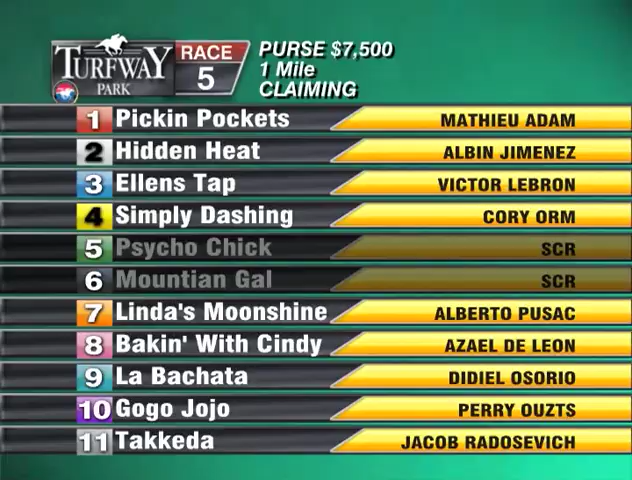 TURFWAY
PARK
RACE
5
PURSE $7,500
1 Mile
CLAIMING
1 Pickin Pockets MATHIEU ADAM
2 Hidden Heat ALBIN JIMENEZ
3 Ellens Tap VICTOR LEBRON
4 Simply Dashing CORY ORM
5 Psycho Chick SCR
6 Mountian Gal SCR
7 Linda's Moonshine ALBERTO PUSAC
8 Bakin' With Cindy AZAEL DE LEON
9 La Bachata DIDIEL OSORIO
10 Gogo Jojo PERRY OUZTS
11 Takkeda JACOB RADOSEVICH